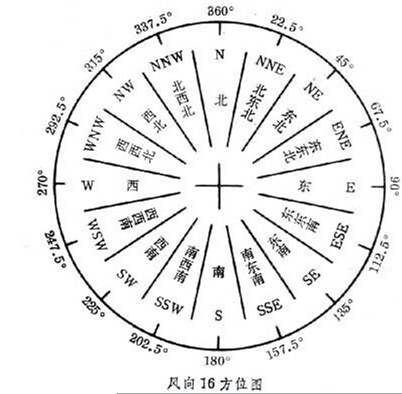 360°
22.5°
45°
67.5°
90°
112.5°
135°
157.5°
180°
202.5°
225°
247.5°
270°
292.5°
315°
337.5°
N
北
NNE
北东北
NE
东北
ENE
东东北
E
东
ESE
东东南
SE
东南
SSE
南东南
S
南
SSW
南西南
SW
西南
WSW
西西南
W
西
WNW
西西北
NW
西北
NNW
北西北
风向16方位图